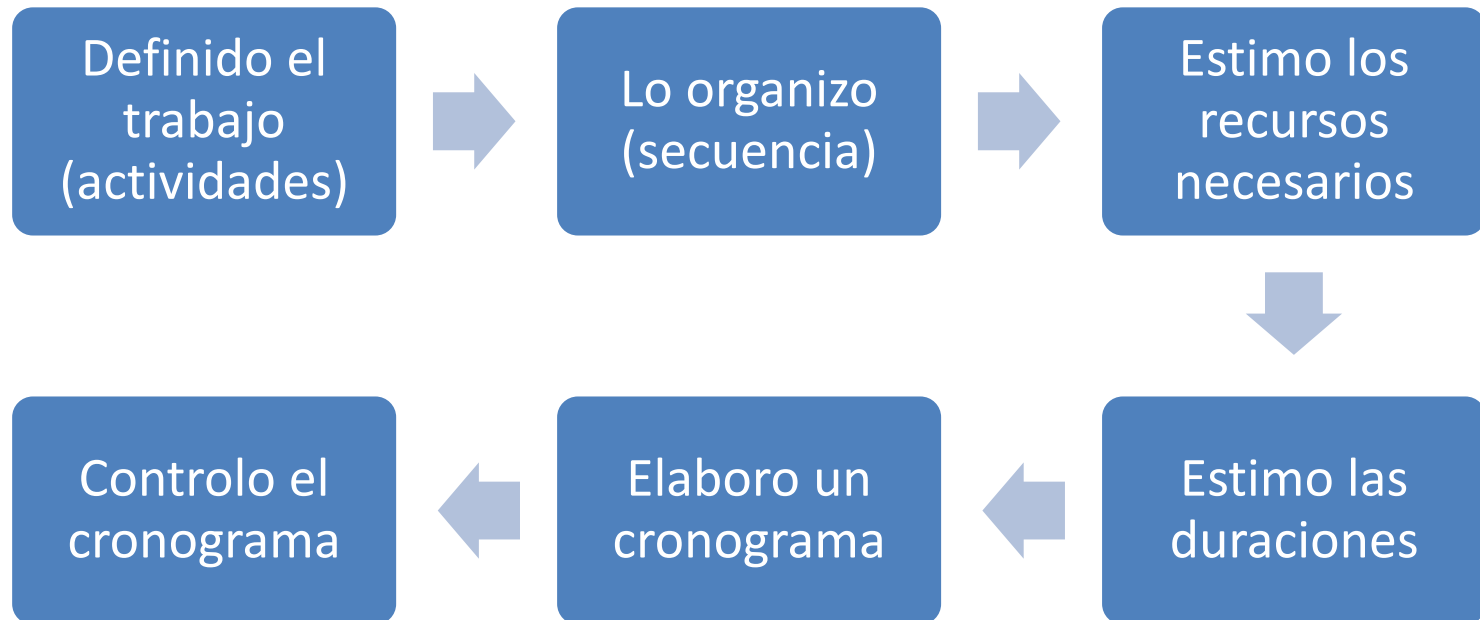 Definido el
trabajo
(actividades)
Lo organizo
(secuencia)
Estimo los
recursos
necesarios
Estimo las
duraciones
Elaboro un
cronograma
Controlo el
cronograma